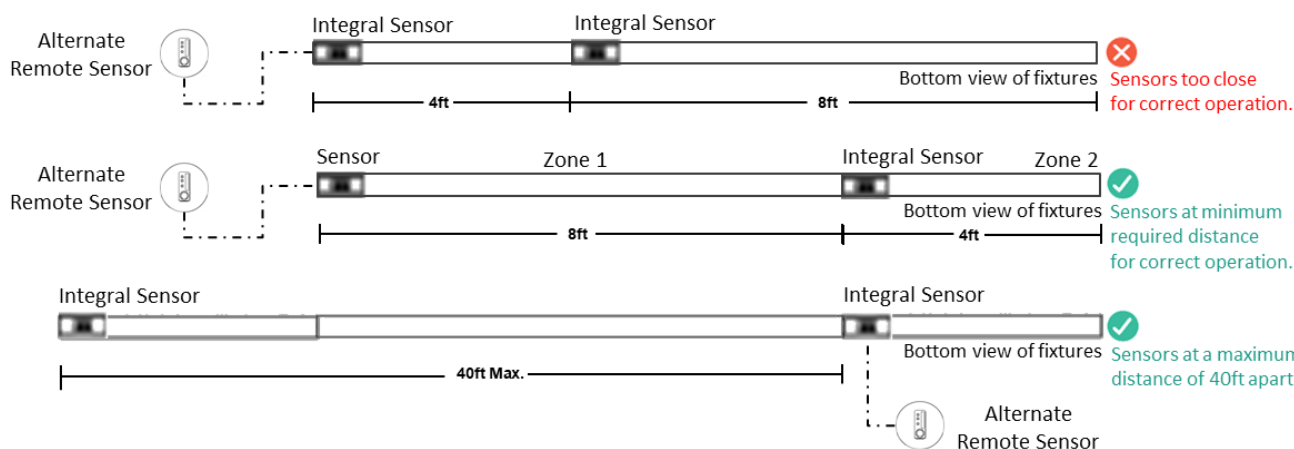 Integral Sensor
Integral Sensor
Alternate
Remote Sensor
Bottom view of fixtures
Sensors too close
for correct operation.
4ft
8ft
Sensor
Zone 1
Integral Sensor
Zone 2
Alternate
Remote Sensor
Bottom view of fixtures
Sensors at minimum
required distance
for correct operation.
8ft
4ft
Integral Sensor
Integral Sensor
Bottom view of fixtures
Sensors at a maximum
distance of 40ft apart
40ft Max.
Alternate
Remote Sensor